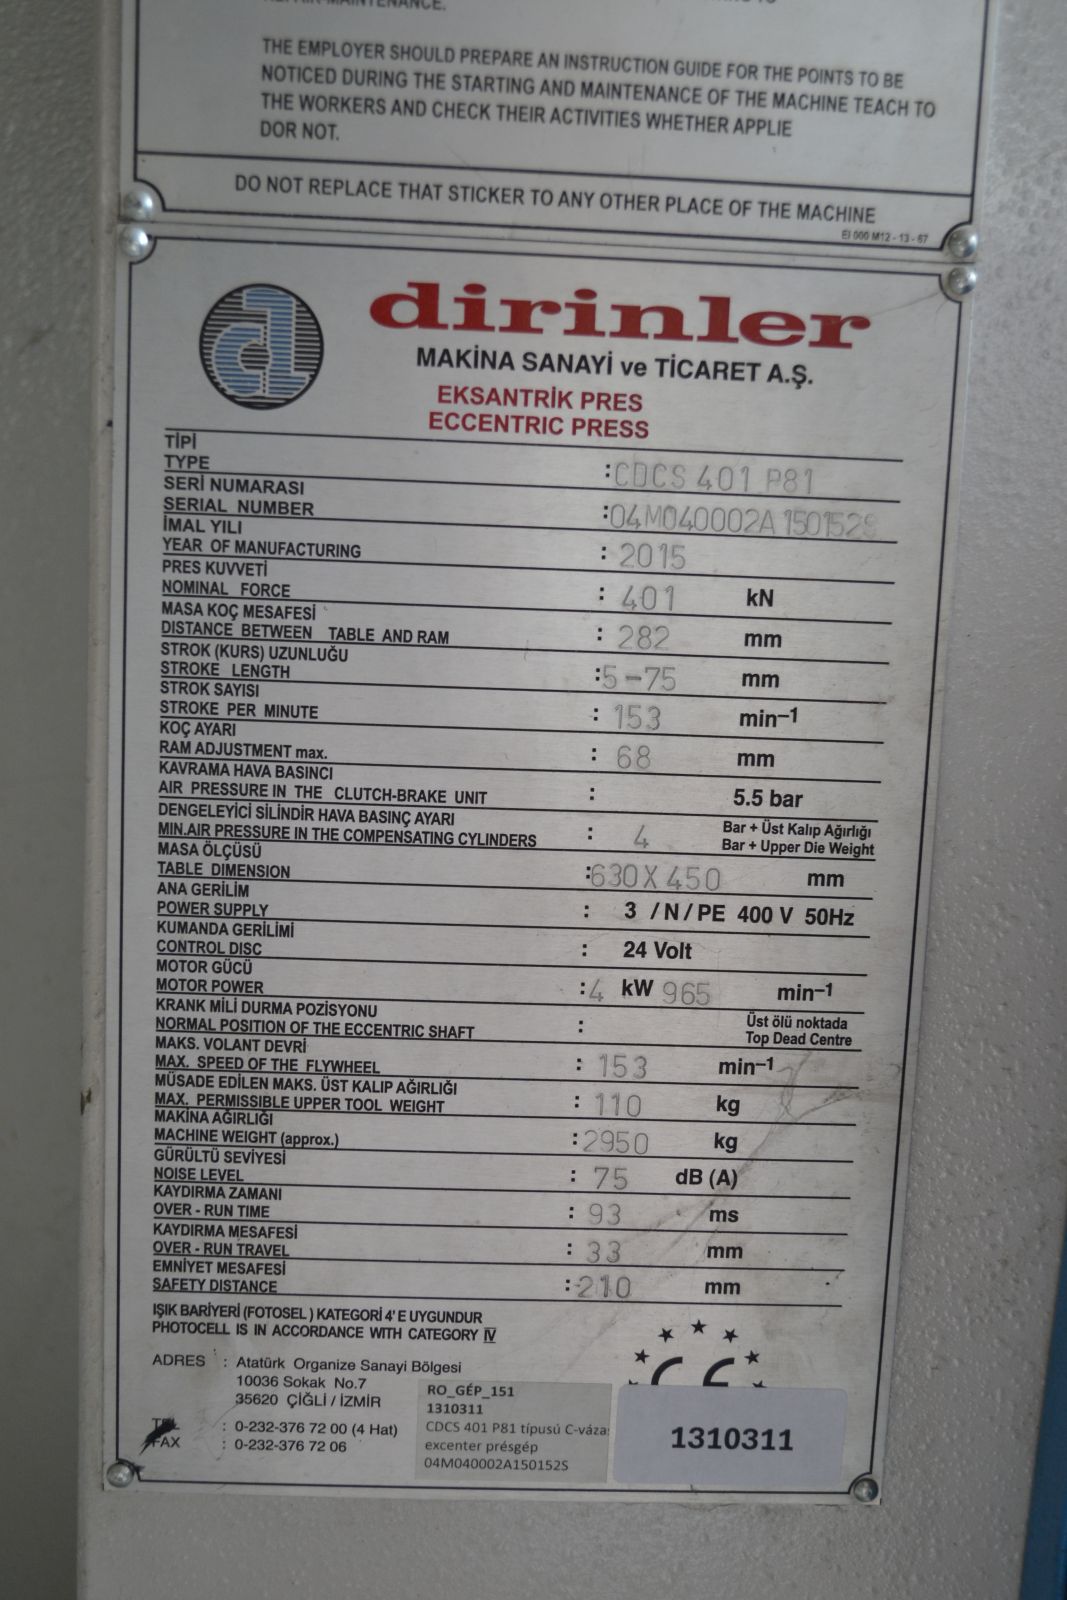 REPAIR-MAINTENANCE.
THE EMPLOYER SHOULD PREPARE AN INSTRUCTION GUIDE FOR THE POINTS TO BE
NOTICED DURING THE STARTING AND MAINTENANCE OF THE MACHINE TEACH TO
THE WORKERS AND CHECK THEIR ACTIVITIES WHETHER APPLIE
DOR NOT.
DO NOT REPLACE THAT STICKER TO ANY OTHER PLACE OF THE MACHINE
EI 000 M12 - 13 - 67
d
dirinler
MAKİNA SANAYİ ve TİCARET A.Ş.
EKSANTRİK PRES
ECCENTRIC PRESS
TİPİ
TYPE : CDCS 401 P81
SERİ NUMARASI
SERIAL NUMBER : 04M040002A 150152S
İMAL YILI
YEAR OF MANUFACTURING : 2015
PRES KUVVETİ
NOMINAL FORCE : 401 kN
MASA KOÇ MESAFESİ
DISTANCE BETWEEN TABLE AND RAM : 282 mm
STROK (KURS) UZUNLUĞU
STROKE LENGTH : 5-75 mm
STROK SAYISI
STROKE PER MINUTE : 153 min–1
KOÇ AYARI
RAM ADJUSTMENT max. : 68 mm
KAVRAMA HAVA BASINCI
AIR PRESSURE IN THE CLUTCH-BRAKE UNIT : 5.5 bar
DENGELEYİCİ SİLİNDİR HAVA BASINÇ AYARI Bar + Üst Kalıp Ağırlığı
MIN.AIR PRESSURE IN THE COMPENSATING CYLINDERS : 4 Bar + Upper Die Weight
MASA ÖLÇÜSÜ
TABLE DIMENSION : 630 X 450 mm
ANA GERİLİM
POWER SUPPLY : 3 / N / PE 400 V 50Hz
KUMANDA GERİLİMİ
CONTROL DISC : 24 Volt
MOTOR GÜCÜ
MOTOR POWER : 4 kW 965 min–1
KRANK MİLİ DURMA POZİSYONU Üst ölü noktada
NORMAL POSITION OF THE ECCENTRIC SHAFT : Top Dead Centre
MAKS. VOLANT DEVRİ
MAX. SPEED OF THE FLYWHEEL : 153 min–1
MÜSADE EDİLEN MAKS. ÜST KALIP AĞIRLIĞI
MAX. PERMISSIBLE UPPER TOOL WEIGHT : 110 kg
MAKİNA AĞIRLIĞI
MACHINE WEIGHT (approx.) : 2950 kg
GÜRÜLTÜ SEVİYESİ
NOISE LEVEL : 75 dB (A)
KAYDIRMA ZAMANI
OVER - RUN TIME : 93 ms
KAYDIRMA MESAFESİ
OVER - RUN TRAVEL : 33 mm
EMNİYET MESAFESİ
SAFETY DISTANCE : 210 mm
IŞIK BARİYERİ (FOTOSEL ) KATEGORİ 4' E UYGUNDUR
PHOTOCELL IS IN ACCORDANCE WITH CATEGORY IV
CE
ADRES : Atatürk Organize Sanayi Bölgesi
10036 Sokak No.7
35620 ÇİĞLİ / İZMİR
TEL : 0-232-376 72 00 (4 Hat)
FAX : 0-232-376 72 06
RO_GÉP_151
1310311
CDCS 401 P81 típusú C-vázas
excenter présgép
04M040002A150152S
1310311